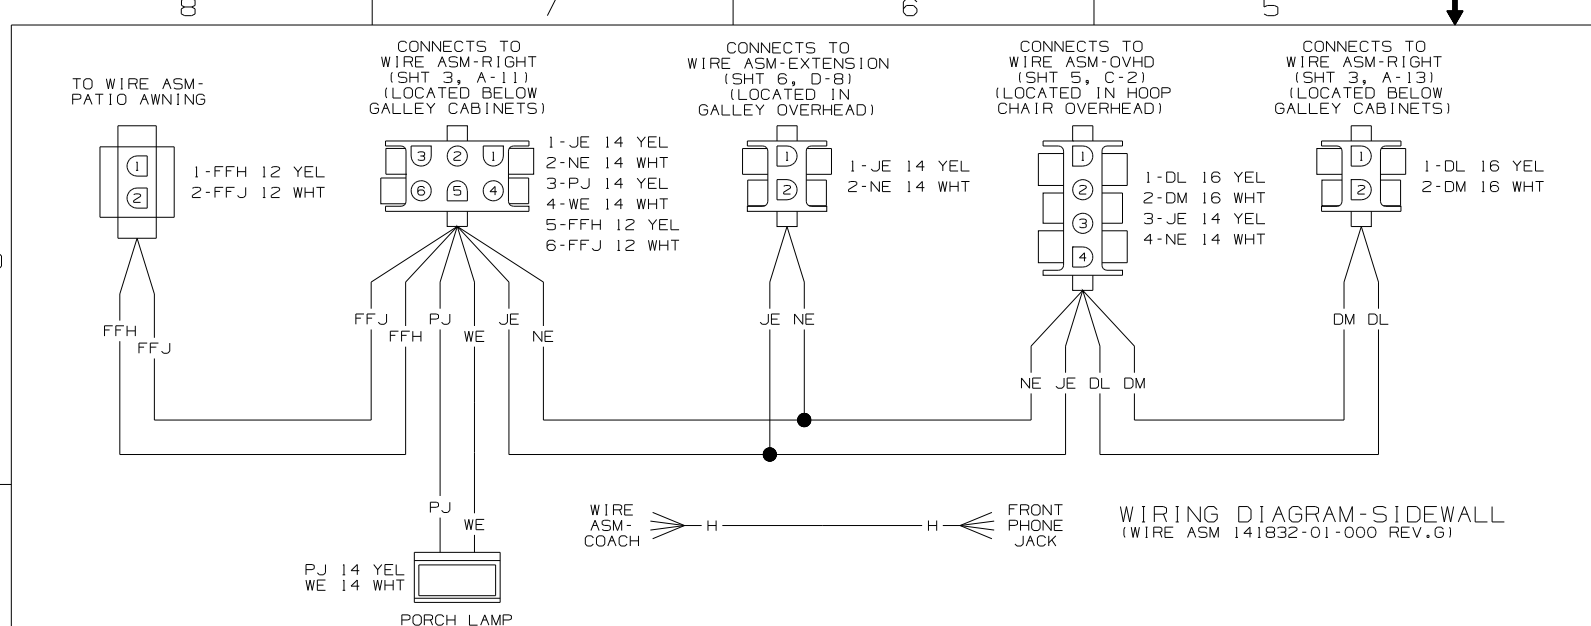 8 7 6 5
TO WIRE ASM-
PATIO AWNING
1
2
1-FFH 12 YEL
2-FFJ 12 WHT
FFH
FFJ
CONNECTS TO
WIRE ASM-RIGHT
(SHT 3, A-11)
(LOCATED BELOW
GALLEY CABINETS)
3 2 1
6 5 4
1-JE 14 YEL
2-NE 14 WHT
3-PJ 14 YEL
4-WE 14 WHT
5-FFH 12 YEL
6-FFJ 12 WHT
FFJ PJ JE
FFH WE NE
PJ
WE
PJ 14 YEL
WE 14 WHT
PORCH LAMP
CONNECTS TO
WIRE ASM-EXTENSION
(SHT 6, D-8)
(LOCATED IN
GALLEY OVERHEAD)
1
2
1-JE 14 YEL
2-NE 14 WHT
JE NE
CONNECTS TO
WIRE ASM-OVHD
(SHT 5, C-2)
(LOCATED IN HOOP
CHAIR OVERHEAD)
1
2
3
4
1-DL 16 YEL
2-DM 16 WHT
3-JE 14 YEL
4-NE 14 WHT
NE JE DL DM
CONNECTS TO
WIRE ASM-RIGHT
(SHT 3, A-13)
(LOCATED BELOW
GALLEY CABINETS)
1
2
1-DL 16 YEL
2-DM 16 WHT
DM DL
WIRE
ASM-
COACH
H H
FRONT
PHONE
JACK
WIRING DIAGRAM-SIDEWALL
(WIRE ASM 141832-01-000 REV.G)